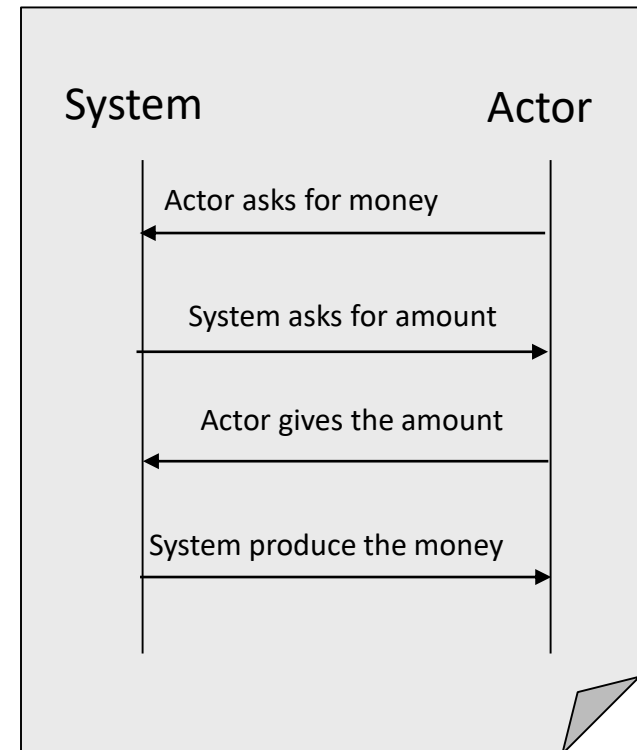 System
Actor
Actor asks for money
System asks for amount
Actor gives the amount
System produce the money